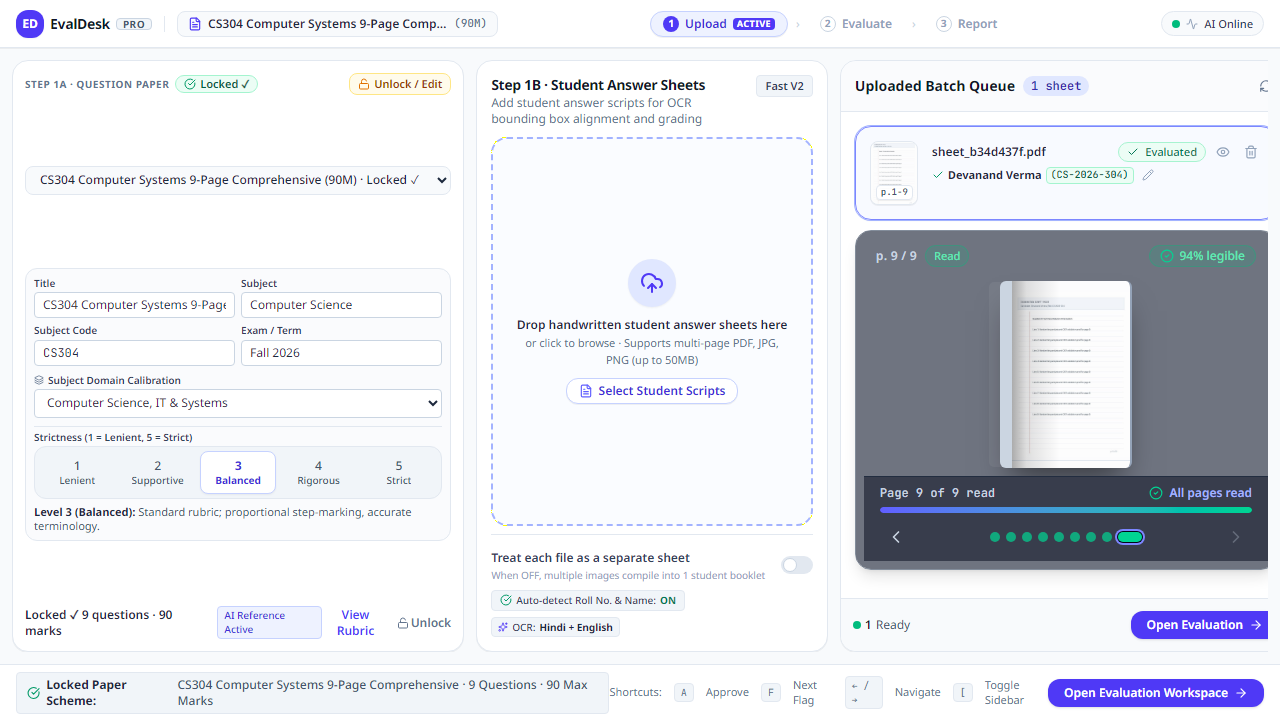 ED EvalDesk PRO
CS304 Computer Systems 9-Page Comp... (90M)
1 Upload ACTIVE › 2 Evaluate › 3 Report
AI Online
STEP 1A · QUESTION PAPER Locked ✓ Unlock / Edit
CS304 Computer Systems 9-Page Comprehensive (90M) · Locked ✓
Title Subject
CS304 Computer Systems 9-Page Computer Science
Subject Code Exam / Term
CS304 Fall 2026
Subject Domain Calibration
Computer Science, IT & Systems
Strictness (1 = Lenient, 5 = Strict)
1 2 3 4 5
Lenient Supportive Balanced Rigorous Strict
Level 3 (Balanced): Standard rubric; proportional step-marking, accurate
terminology.
Locked ✓ 9 questions · 90
marks
AI Reference
Active
View
Rubric
Unlock
Step 1B · Student Answer Sheets Fast V2
Add student answer scripts for OCR
bounding box alignment and grading
Drop handwritten student answer sheets here
or click to browse · Supports multi-page PDF, JPG,
PNG (up to 50MB)
Select Student Scripts
Treat each file as a separate sheet
When OFF, multiple images compile into 1 student booklet
Auto-detect Roll No. & Name: ON
OCR: Hindi + English
Uploaded Batch Queue 1 sheet
sheet_b34d437f.pdf ✓ Evaluated
✓ Devanand Verma (CS-2026-304)
p.1-9
p. 9 / 9 Read 94% legible
Page 9 of 9 read All pages read
1 Ready Open Evaluation →
Locked Paper
Scheme:
CS304 Computer Systems 9-Page Comprehensive · 9 Questions · 90 Max
Marks
Shortcuts: A Approve F Next
Flag
← /
→
Navigate [ Toggle
Sidebar
Open Evaluation Workspace →